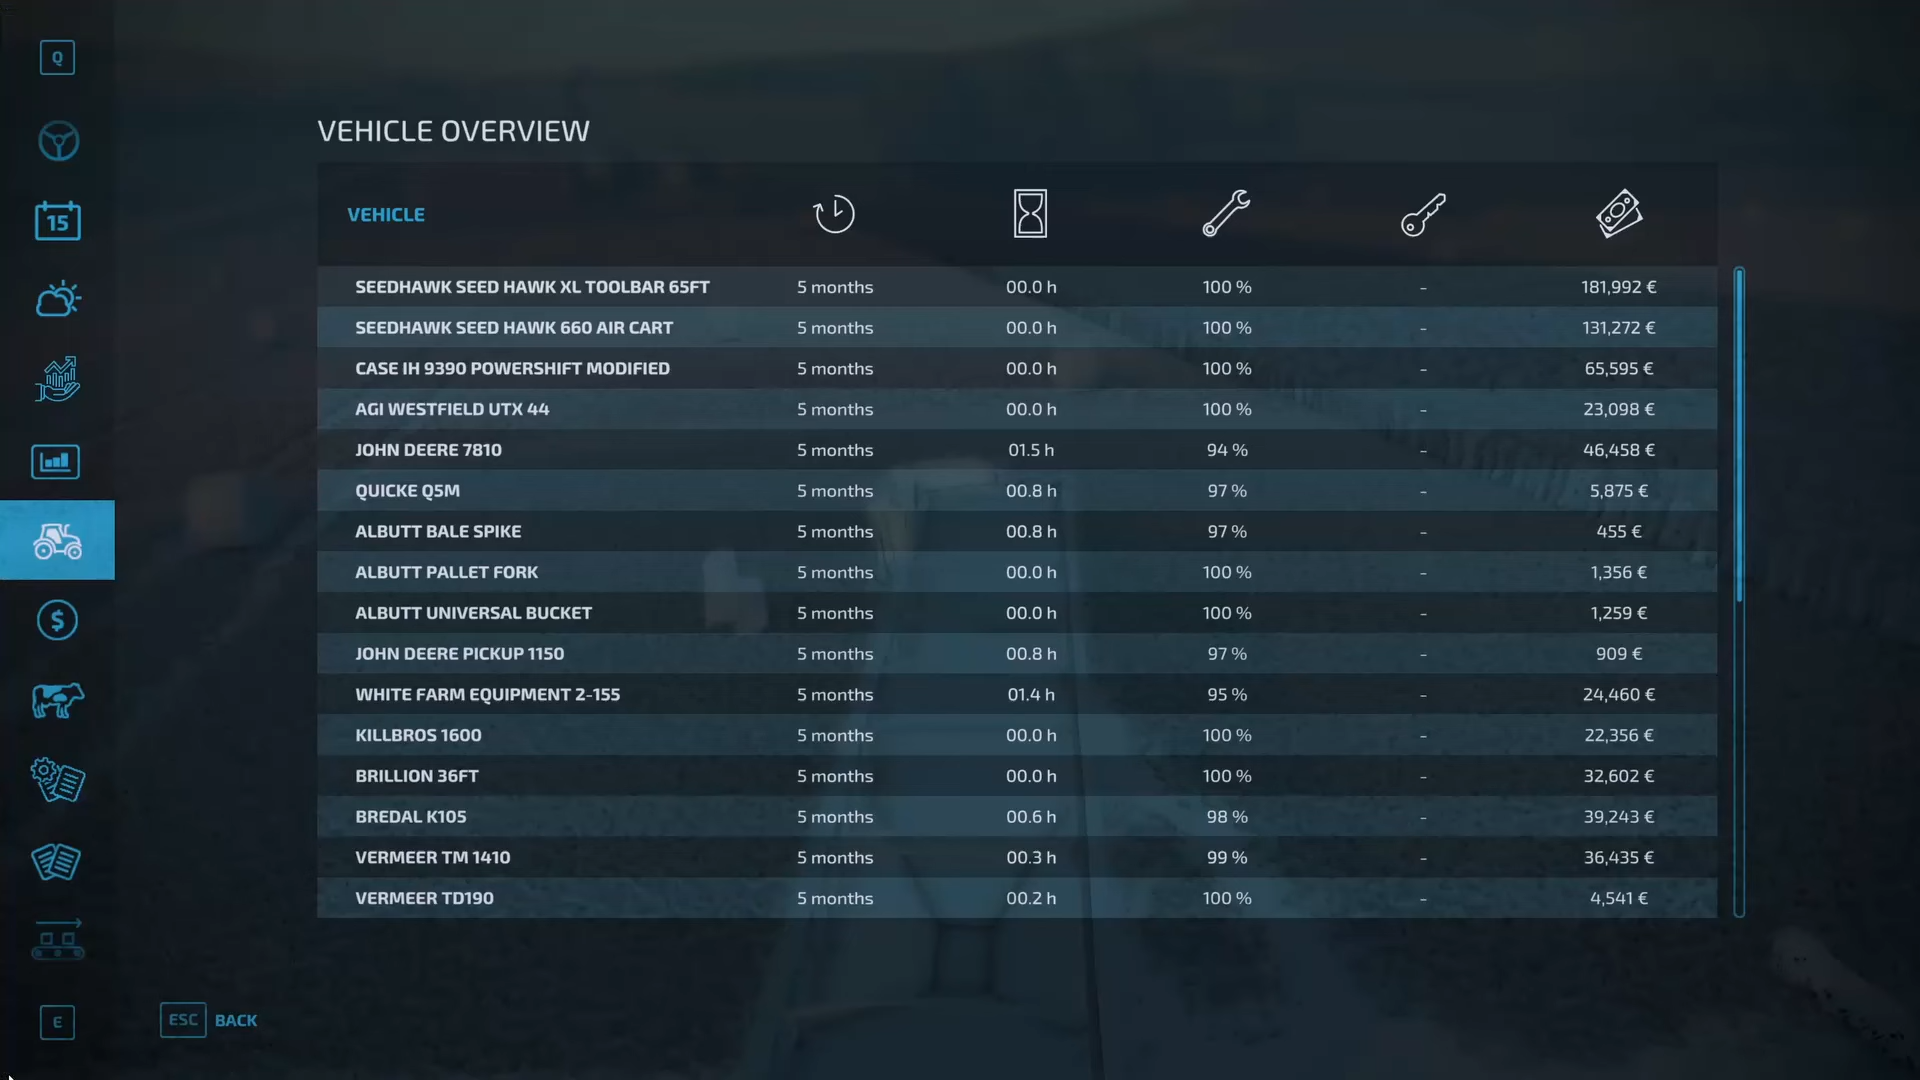 Q
15
VEHICLE OVERVIEW
VEHICLE
SEEDHAWK SEED HAWK XL TOOLBAR 65FT 5 months 00.0 h 100 % - 181,992 €
SEEDHAWK SEED HAWK 660 AIR CART 5 months 00.0 h 100 % - 131,272 €
CASE IH 9390 POWERSHIFT MODIFIED 5 months 00.0 h 100 % - 65,595 €
AGI WESTFIELD UTX 44 5 months 00.0 h 100 % - 23,098 €
JOHN DEERE 7810 5 months 01.5 h 94 % - 46,458 €
QUICKE Q5M 5 months 00.8 h 97 % - 5,875 €
ALBUTT BALE SPIKE 5 months 00.8 h 97 % - 455 €
ALBUTT PALLET FORK 5 months 00.0 h 100 % - 1,356 €
ALBUTT UNIVERSAL BUCKET 5 months 00.0 h 100 % - 1,259 €
JOHN DEERE PICKUP 1150 5 months 00.8 h 97 % - 909 €
WHITE FARM EQUIPMENT 2-155 5 months 01.4 h 95 % - 24,460 €
KILLBROS 1600 5 months 00.0 h 100 % - 22,356 €
BRILLION 36FT 5 months 00.0 h 100 % - 32,602 €
BREDAL K105 5 months 00.6 h 98 % - 39,243 €
VERMEER TM 1410 5 months 00.3 h 99 % - 36,435 €
VERMEER TD190 5 months 00.2 h 100 % - 4,541 €
$
E
ESC BACK